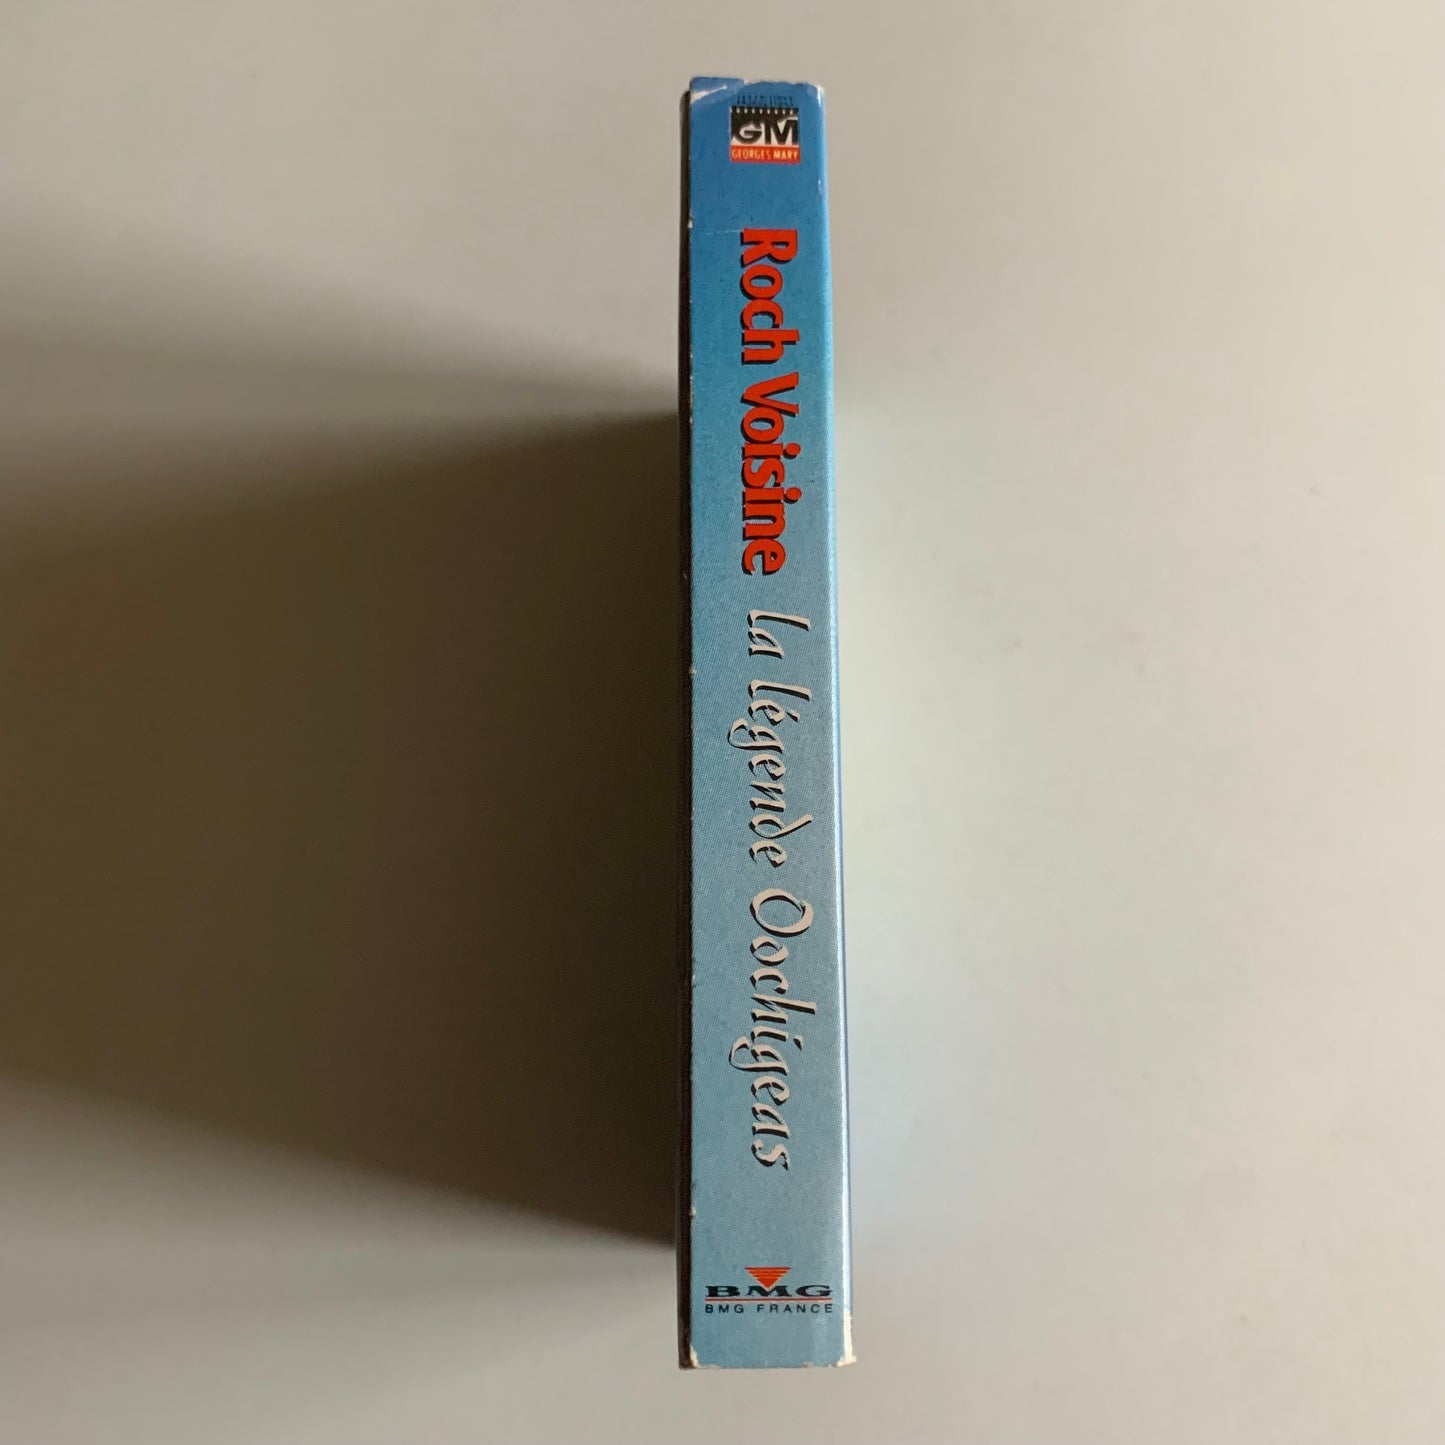 GM
GEORGES MARY
Roch Voisine la légende Oochigeas
BMG
BMG FRANCE